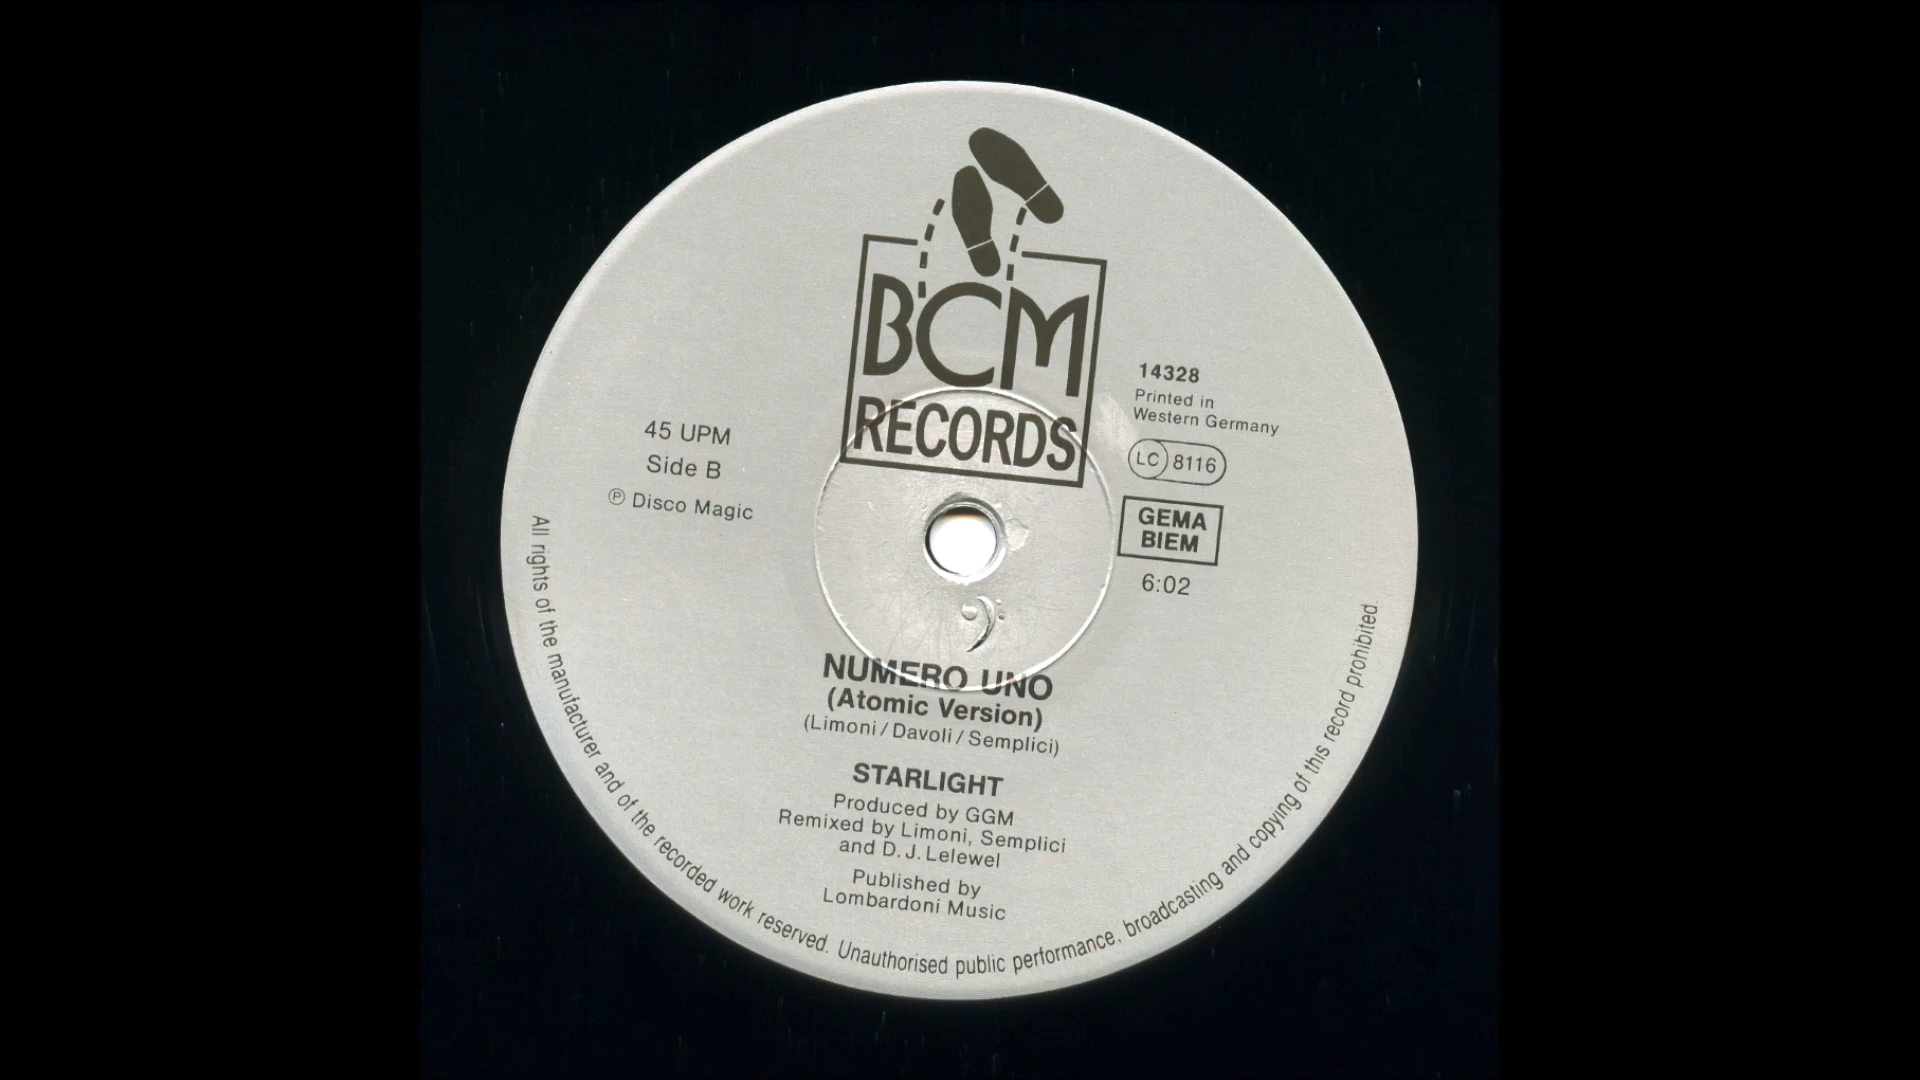 BCM
RECORDS
14328
Printed in
Western Germany
LC 8116
GEMA
BIEM
6:02
45 UPM
Side B
℗ Disco Magic
NUMERO UNO
(Atomic Version)
(Limoni / Davoli / Semplici)
STARLIGHT
Produced by GGM
Remixed by Limoni, Semplici
and D. J. Lelewel
Published by
Lombardoni Music
All rights of the manufacturer and of the recorded work reserved. Unauthorised public performance, broadcasting and copying of this record prohibited.